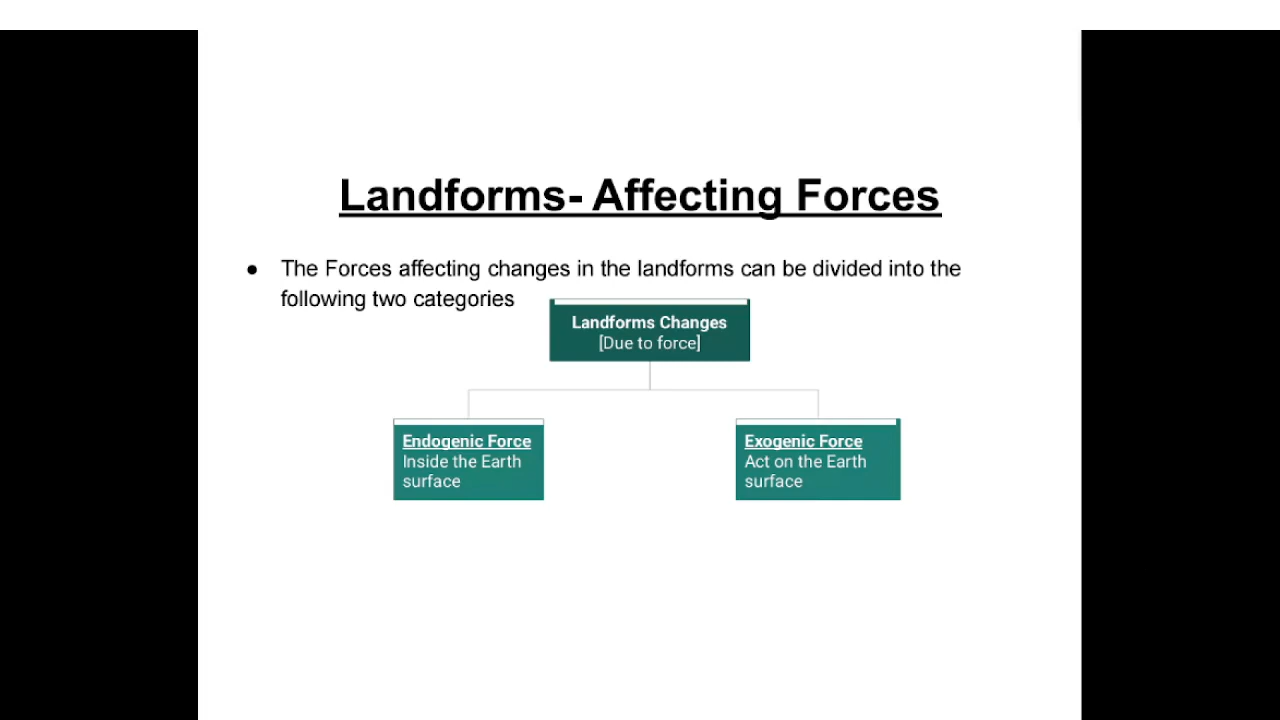 Landforms- Affecting Forces
● The Forces affecting changes in the landforms can be divided into the
following two categories
Landforms Changes
[Due to force]
Endogenic Force
Inside the Earth
surface
Exogenic Force
Act on the Earth
surface